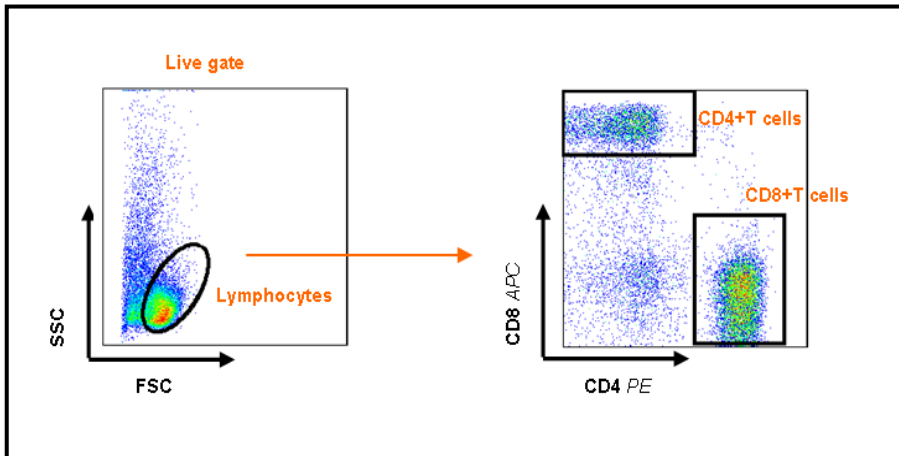 Live gate
SSC
Lymphocytes
FSC
CD4+T cells
CD8+T cells
CD8 APC
CD4 PE